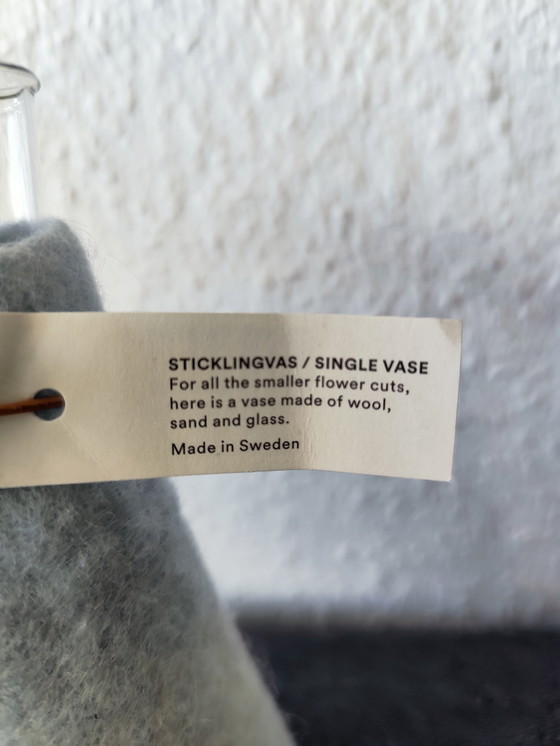 STICKLINGVAS / SINGLE VASE
For all the smaller flower cuts,
here is a vase made of wool,
sand and glass.
Made in Sweden